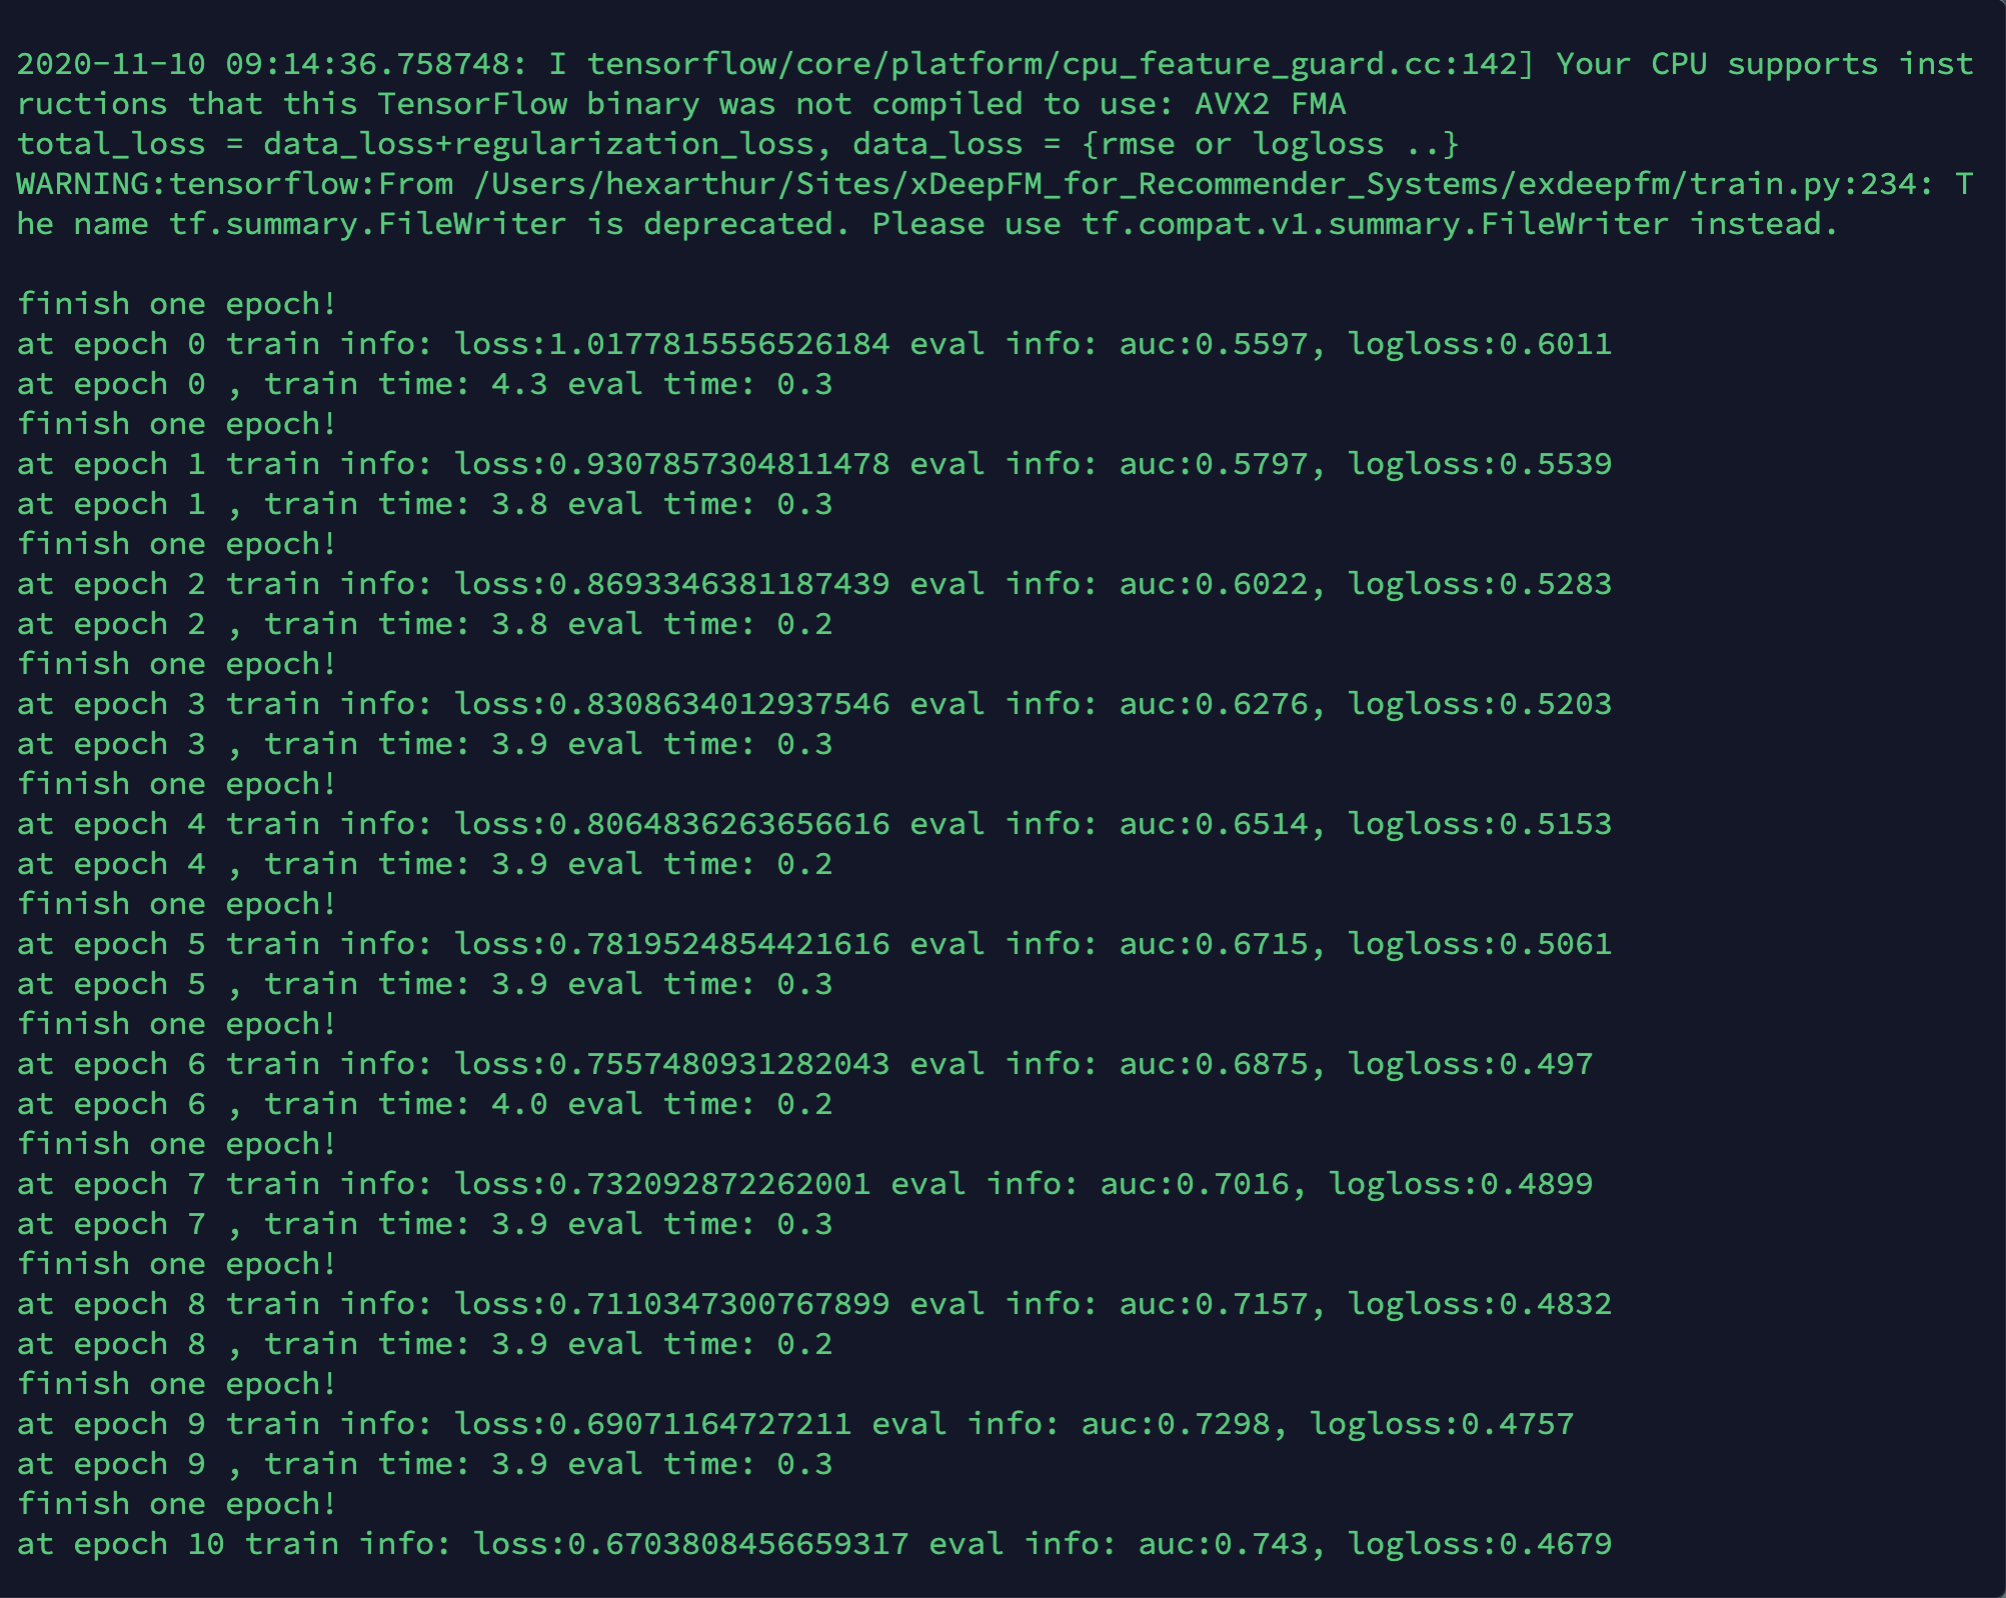 2020-11-10 09:14:36.758748: I tensorflow/core/platform/cpu_feature_guard.cc:142] Your CPU supports inst
ructions that this TensorFlow binary was not compiled to use: AVX2 FMA
total_loss = data_loss+regularization_loss, data_loss = {rmse or logloss ..}
WARNING:tensorflow:From /Users/hexarthur/Sites/xDeepFM_for_Recommender_Systems/exdeepfm/train.py:234: T
he name tf.summary.FileWriter is deprecated. Please use tf.compat.v1.summary.FileWriter instead.

finish one epoch!
at epoch 0 train info: loss:1.0177815556526184 eval info: auc:0.5597, logloss:0.6011
at epoch 0 , train time: 4.3 eval time: 0.3
finish one epoch!
at epoch 1 train info: loss:0.9307857304811478 eval info: auc:0.5797, logloss:0.5539
at epoch 1 , train time: 3.8 eval time: 0.3
finish one epoch!
at epoch 2 train info: loss:0.8693346381187439 eval info: auc:0.6022, logloss:0.5283
at epoch 2 , train time: 3.8 eval time: 0.2
finish one epoch!
at epoch 3 train info: loss:0.8308634012937546 eval info: auc:0.6276, logloss:0.5203
at epoch 3 , train time: 3.9 eval time: 0.3
finish one epoch!
at epoch 4 train info: loss:0.8064836263656616 eval info: auc:0.6514, logloss:0.5153
at epoch 4 , train time: 3.9 eval time: 0.2
finish one epoch!
at epoch 5 train info: loss:0.7819524854421616 eval info: auc:0.6715, logloss:0.5061
at epoch 5 , train time: 3.9 eval time: 0.3
finish one epoch!
at epoch 6 train info: loss:0.7557480931282043 eval info: auc:0.6875, logloss:0.497
at epoch 6 , train time: 4.0 eval time: 0.2
finish one epoch!
at epoch 7 train info: loss:0.732092872262001 eval info: auc:0.7016, logloss:0.4899
at epoch 7 , train time: 3.9 eval time: 0.3
finish one epoch!
at epoch 8 train info: loss:0.7110347300767899 eval info: auc:0.7157, logloss:0.4832
at epoch 8 , train time: 3.9 eval time: 0.2
finish one epoch!
at epoch 9 train info: loss:0.69071164727211 eval info: auc:0.7298, logloss:0.4757
at epoch 9 , train time: 3.9 eval time: 0.3
finish one epoch!
at epoch 10 train info: loss:0.6703808456659317 eval info: auc:0.743, logloss:0.4679